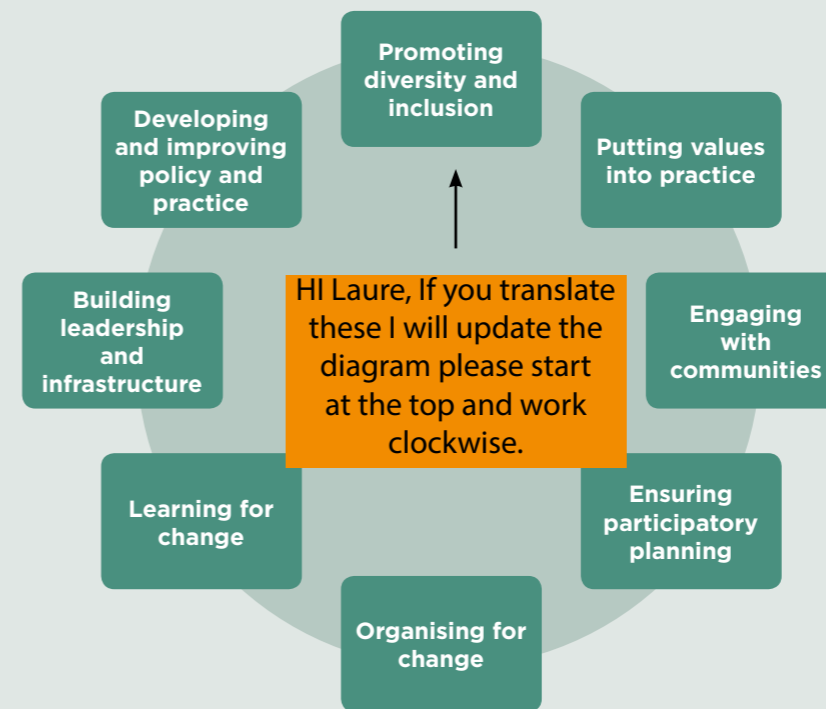 Promoting
diversity and
inclusion
Putting values
into practice
Engaging
with
communities
Ensuring
participatory
planning
Organising for
change
Learning for
change
Building
leadership
and
infrastructure
Developing
and improving
policy and
practice
HI Laure, If you translate
these I will update the
diagram please start
at the top and work
clockwise.